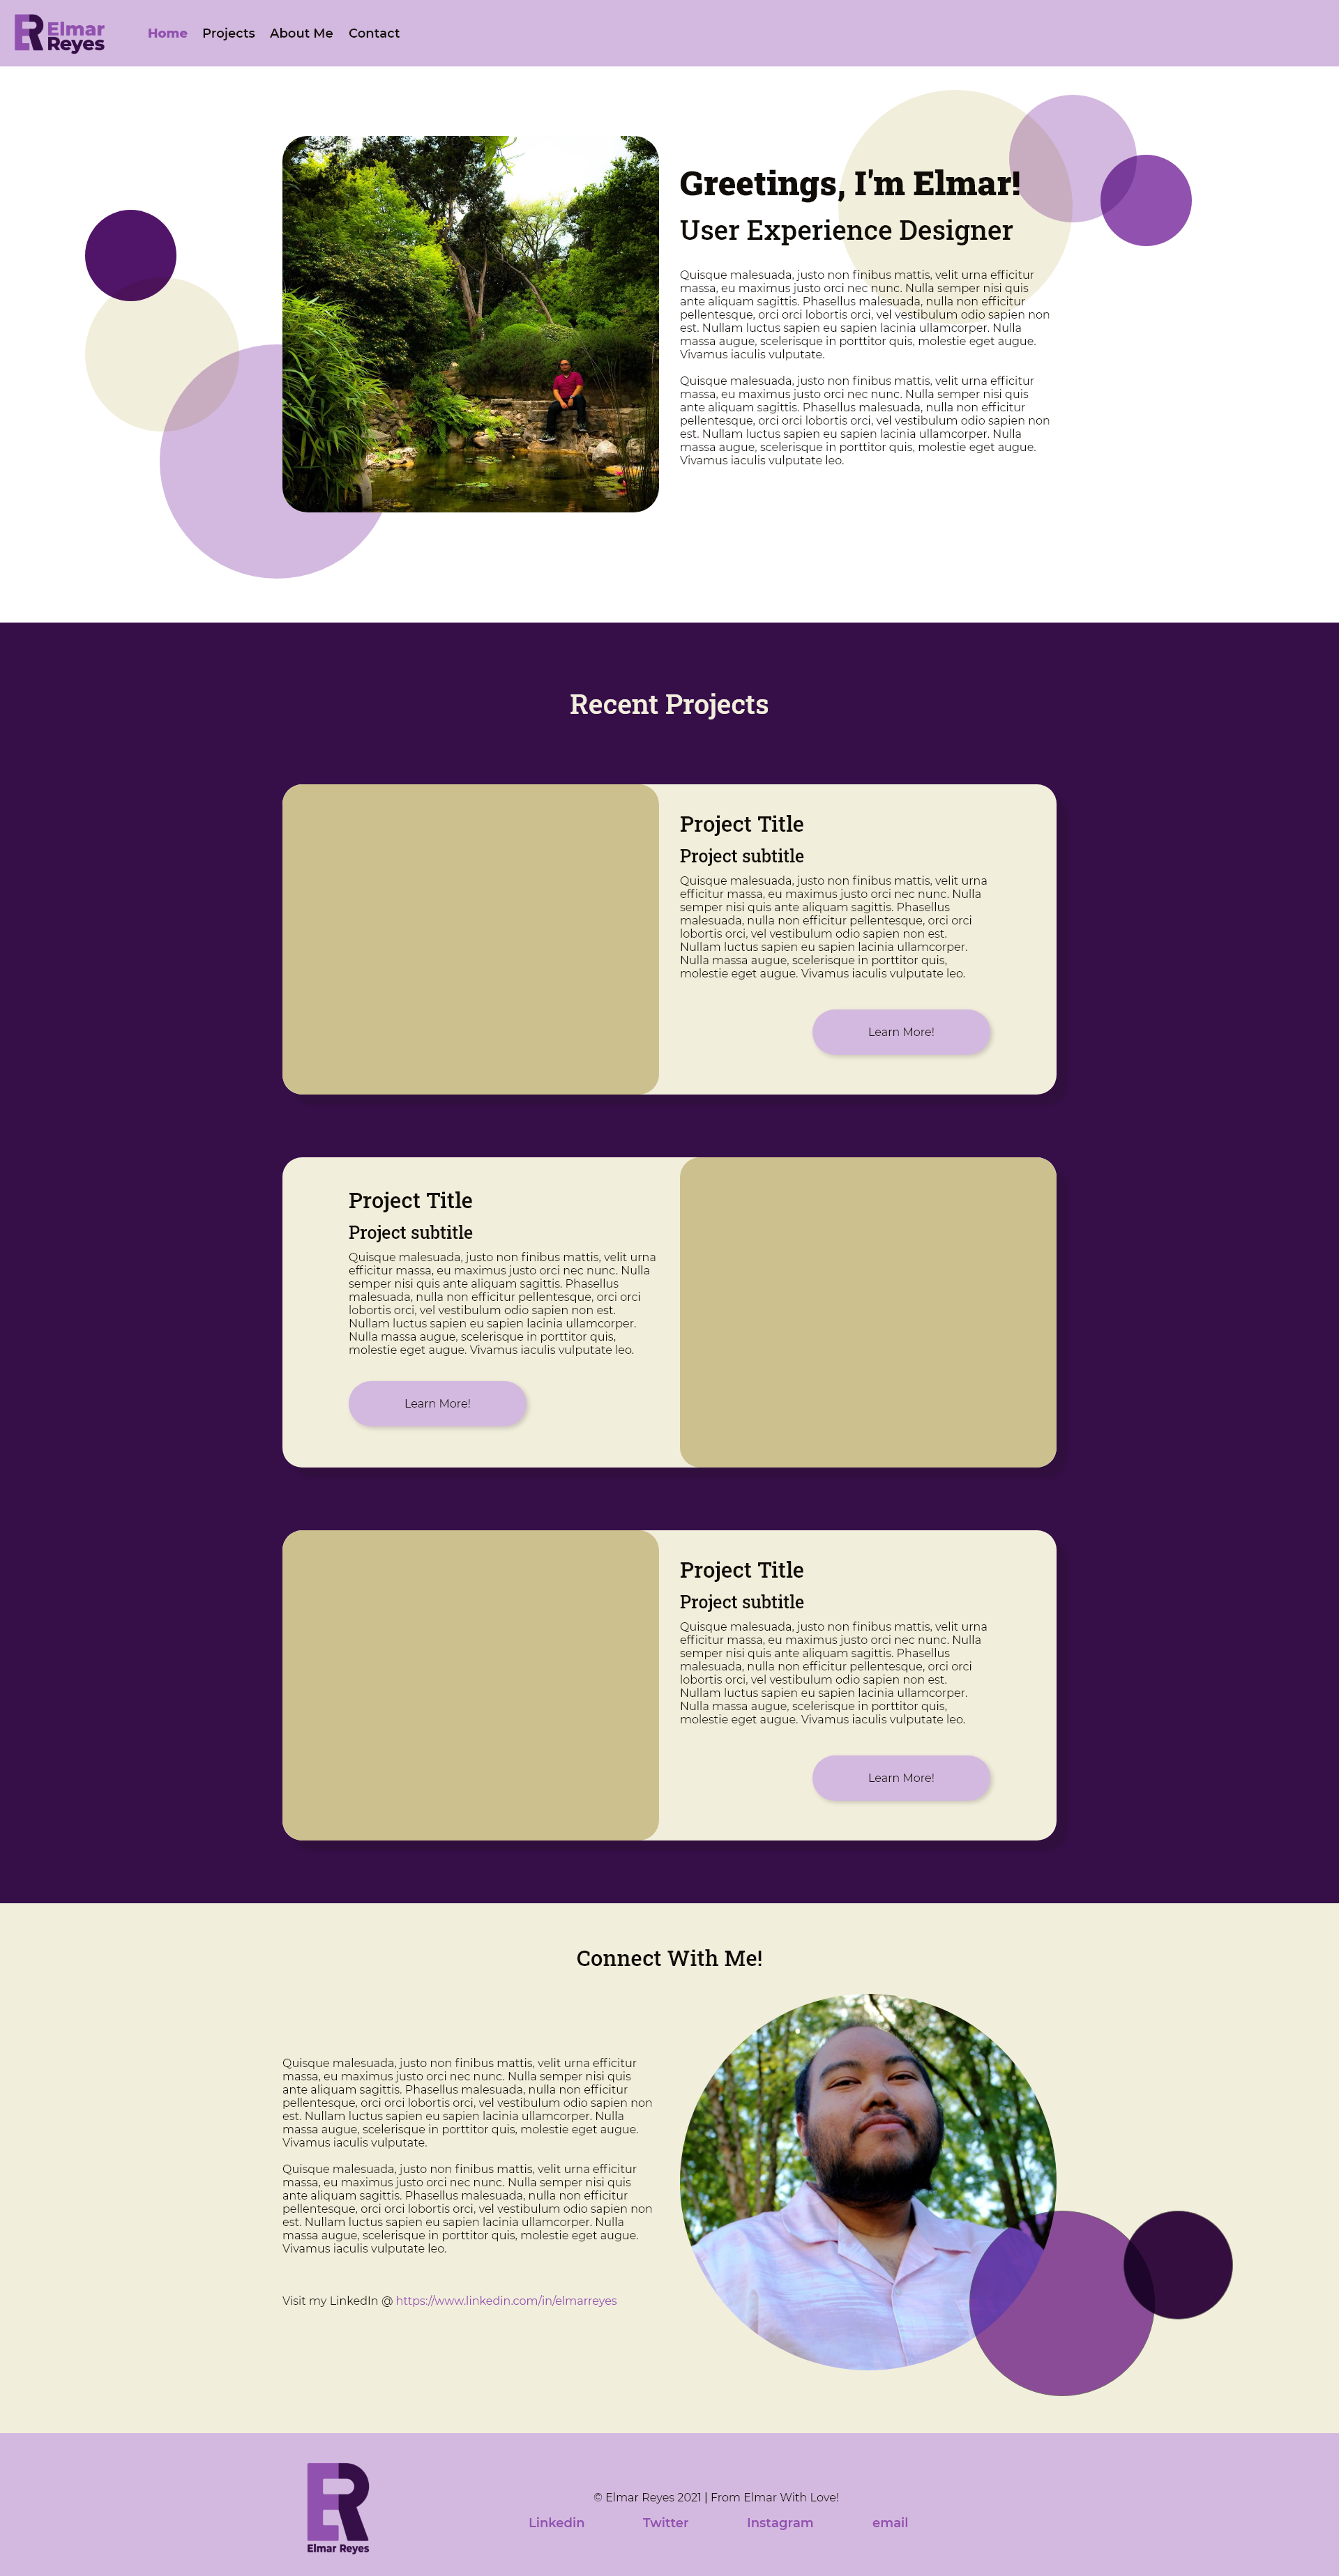 Elmar
Reyes
Home Projects About Me Contact
Greetings, I'm Elmar!
User Experience Designer
Quisque malesuada, justo non finibus mattis, velit urna efficitur
massa, eu maximus justo orci nec nunc. Nulla semper nisi quis
ante aliquam sagittis. Phasellus malesuada, nulla non efficitur
pellentesque, orci orci lobortis orci, vel vestibulum odio sapien non
est. Nullam luctus sapien eu sapien lacinia ullamcorper. Nulla
massa augue, scelerisque in porttitor quis, molestie eget augue.
Vivamus iaculis vulputate.
Quisque malesuada, justo non finibus mattis, velit urna efficitur
massa, eu maximus justo orci nec nunc. Nulla semper nisi quis
ante aliquam sagittis. Phasellus malesuada, nulla non efficitur
pellentesque, orci orci lobortis orci, vel vestibulum odio sapien non
est. Nullam luctus sapien eu sapien lacinia ullamcorper. Nulla
massa augue, scelerisque in porttitor quis, molestie eget augue.
Vivamus iaculis vulputate leo.
Recent Projects
Project Title
Project subtitle
Quisque malesuada, justo non finibus mattis, velit urna
efficitur massa, eu maximus justo orci nec nunc. Nulla
semper nisi quis ante aliquam sagittis. Phasellus
malesuada, nulla non efficitur pellentesque, orci orci
lobortis orci, vel vestibulum odio sapien non est.
Nullam luctus sapien eu sapien lacinia ullamcorper.
Nulla massa augue, scelerisque in porttitor quis,
molestie eget augue. Vivamus iaculis vulputate leo.
Learn More!
Project Title
Project subtitle
Quisque malesuada, justo non finibus mattis, velit urna
efficitur massa, eu maximus justo orci nec nunc. Nulla
semper nisi quis ante aliquam sagittis. Phasellus
malesuada, nulla non efficitur pellentesque, orci orci
lobortis orci, vel vestibulum odio sapien non est.
Nullam luctus sapien eu sapien lacinia ullamcorper.
Nulla massa augue, scelerisque in porttitor quis,
molestie eget augue. Vivamus iaculis vulputate leo.
Learn More!
Project Title
Project subtitle
Quisque malesuada, justo non finibus mattis, velit urna
efficitur massa, eu maximus justo orci nec nunc. Nulla
semper nisi quis ante aliquam sagittis. Phasellus
malesuada, nulla non efficitur pellentesque, orci orci
lobortis orci, vel vestibulum odio sapien non est.
Nullam luctus sapien eu sapien lacinia ullamcorper.
Nulla massa augue, scelerisque in porttitor quis,
molestie eget augue. Vivamus iaculis vulputate leo.
Learn More!
Connect With Me!
Quisque malesuada, justo non finibus mattis, velit urna efficitur
massa, eu maximus justo orci nec nunc. Nulla semper nisi quis
ante aliquam sagittis. Phasellus malesuada, nulla non efficitur
pellentesque, orci orci lobortis orci, vel vestibulum odio sapien non
est. Nullam luctus sapien eu sapien lacinia ullamcorper. Nulla
massa augue, scelerisque in porttitor quis, molestie eget augue.
Vivamus iaculis vulputate.
Quisque malesuada, justo non finibus mattis, velit urna efficitur
massa, eu maximus justo orci nec nunc. Nulla semper nisi quis
ante aliquam sagittis. Phasellus malesuada, nulla non efficitur
pellentesque, orci orci lobortis orci, vel vestibulum odio sapien non
est. Nullam luctus sapien eu sapien lacinia ullamcorper. Nulla
massa augue, scelerisque in porttitor quis, molestie eget augue.
Vivamus iaculis vulputate leo.
Visit my LinkedIn @ https://www.linkedin.com/in/elmarreyes
ER
Elmar Reyes
© Elmar Reyes 2021 | From Elmar With Love!
Linkedin Twitter Instagram email